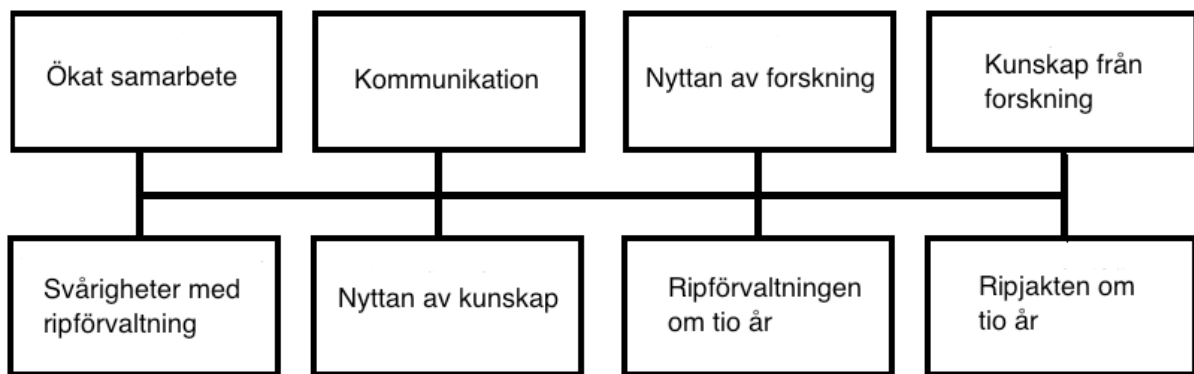 Ökat samarbete
Kommunikation
Nyttan av forskning
Kunskap från
forskning
Svårigheter med
ripförvaltning
Nyttan av kunskap
Ripförvaltningen
om tio år
Ripjakten om
tio år